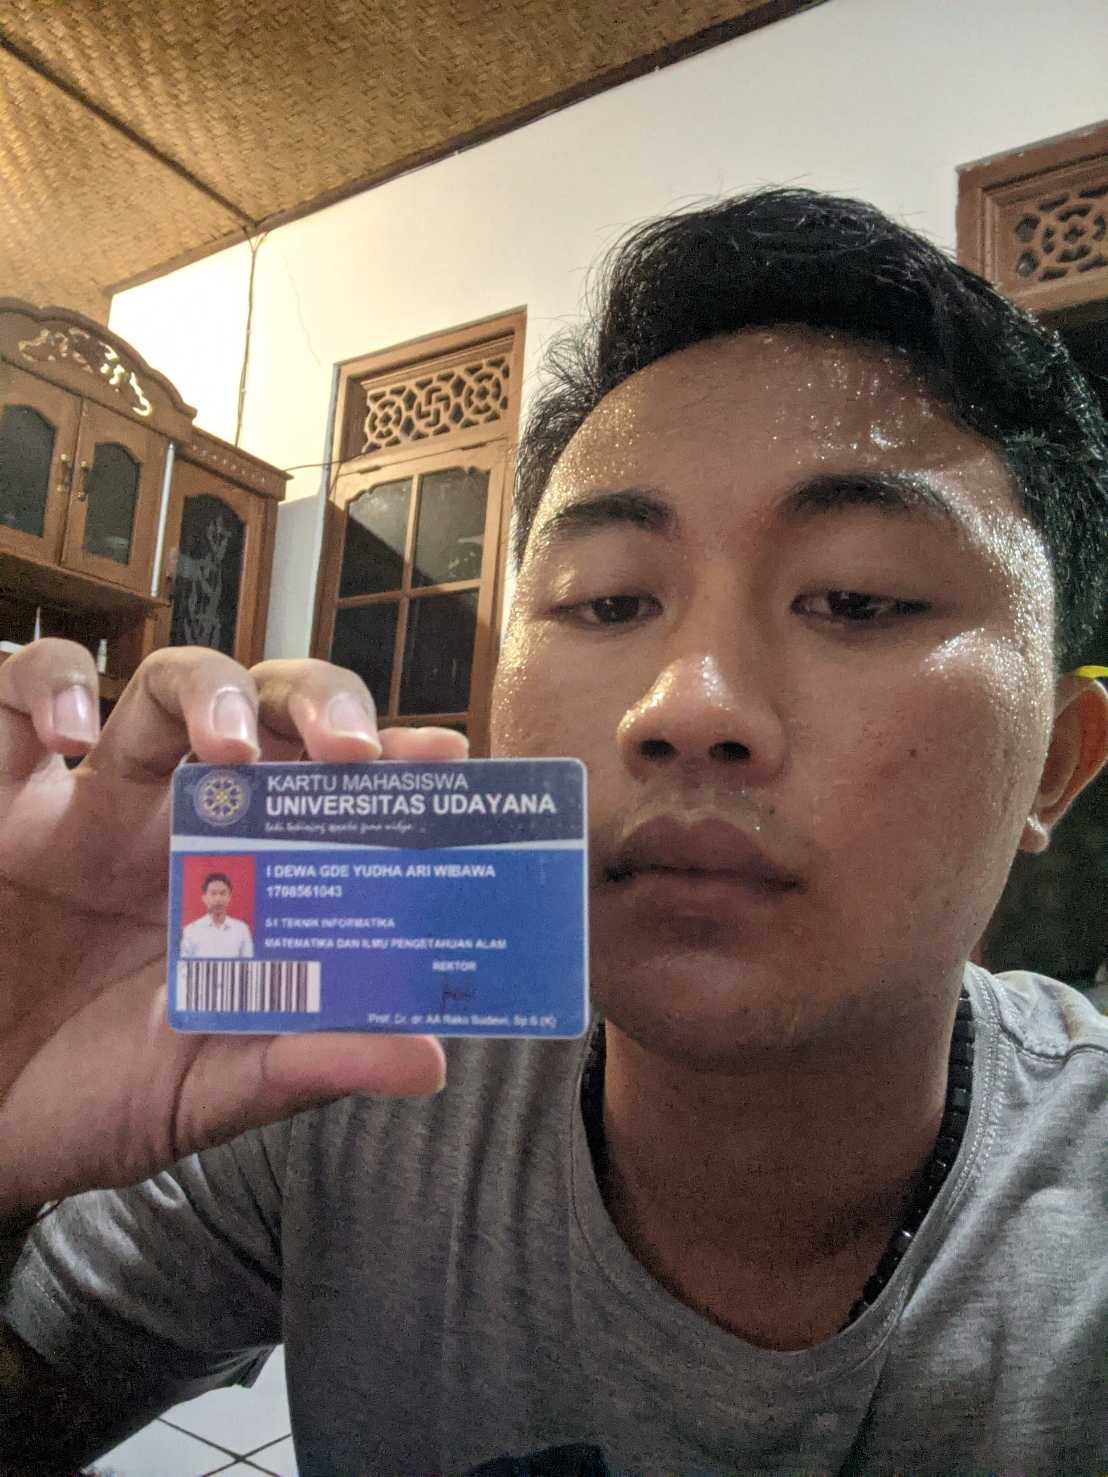 KARTU MAHASISWA
UNIVERSITAS UDAYANA
I DEWA GDE YUDHA ARI WIBAWA
1708561043
S1 TEKNIK INFORMATIKA
MATEMATIKA DAN ILMU PENGETAHUAN ALAM
REKTOR
Prof. Dr. dr. AA Raka Sudewi, Sp.S (K)